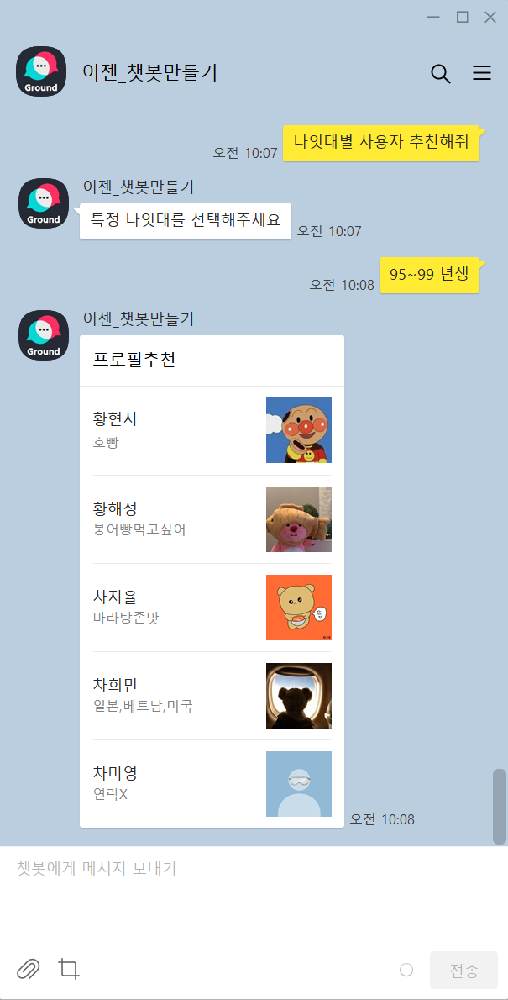 이젠_챗봇만들기
Ground
나잇대별 사용자 추천해줘
오전 10:07
이젠_챗봇만들기
Ground
특정 나잇대를 선택해주세요
오전 10:07
95~99 년생
오전 10:08
이젠_챗봇만들기
Ground
프로필추천
황현지
호빵
황해정
붕어빵먹고싶어
차지율
마라탕존맛
차희민
일본,베트남,미국
차미영
연락X
오전 10:08
챗봇에게 메시지 보내기
전송